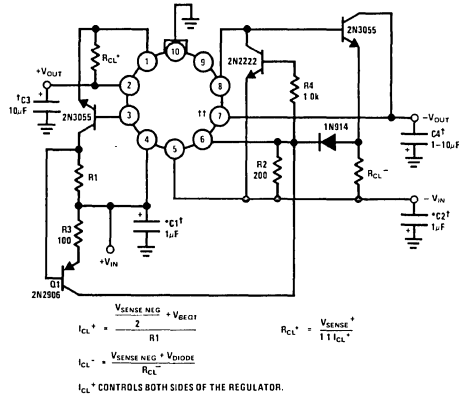 10
1
9
2
8
3
7
4
6
5
††
RCL+
+VOUT
†C3
10μF
2N3055
2N2222
2N3055
R4
1 0k
−VOUT
C4†
1−10μF
1N914
R1
R2
200
RCL−
− VIN
*C2†
1μF
*C1†
1μF
R3
100
+VIN
Q1
2N2906
ICL+ = (VSENSE NEG / 2 + VBEQ1) / R1
RCL+ = VSENSE+ / 1 1 ICL+
ICL− = (VSENSE NEG + VDIODE) / RCL−
ICL+ CONTROLS BOTH SIDES OF THE REGULATOR.